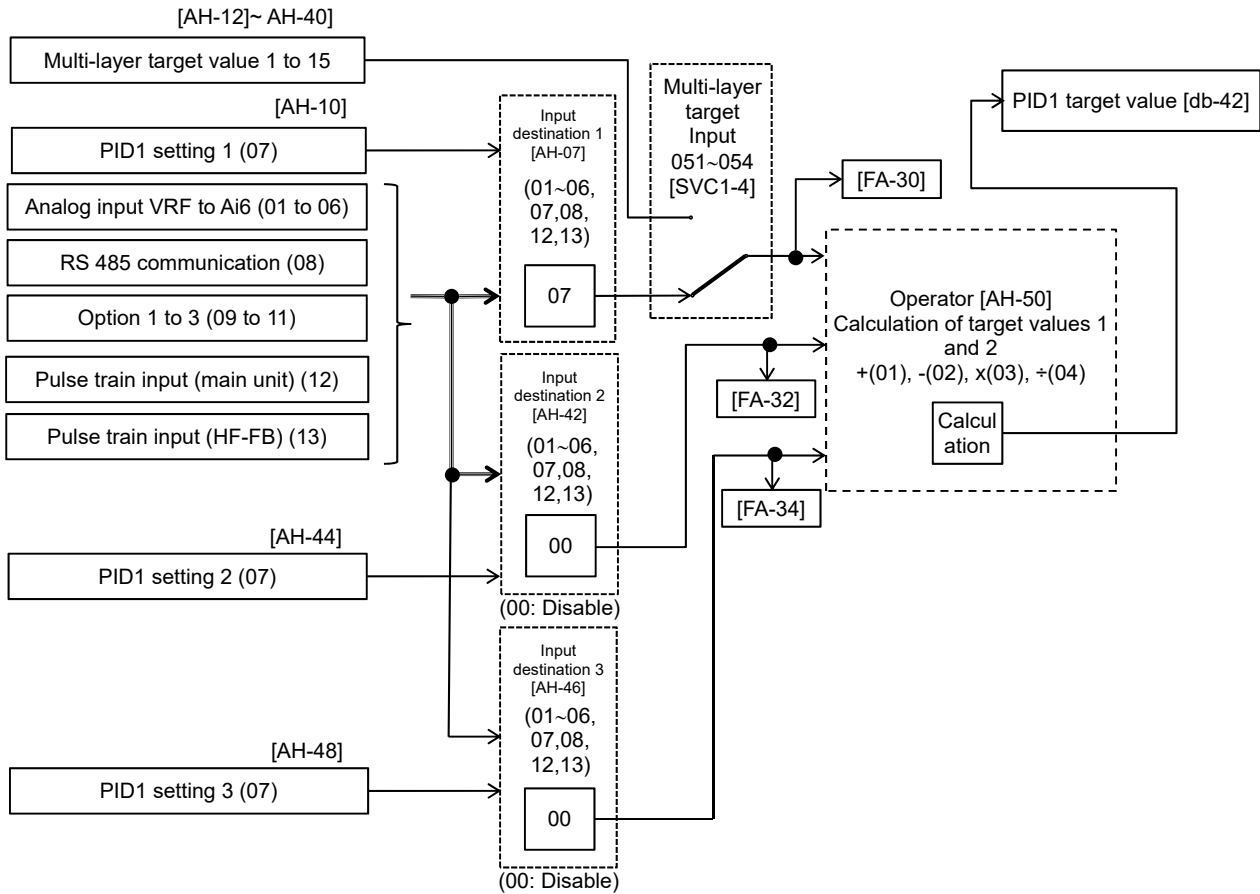 [AH-12]~ AH-40]
Multi-layer target value 1 to 15
[AH-10]
PID1 setting 1 (07)
Analog input VRF to Ai6 (01 to 06)
RS 485 communication (08)
Option 1 to 3 (09 to 11)
Pulse train input (main unit) (12)
Pulse train input (HF-FB) (13)
[AH-44]
PID1 setting 2 (07)
[AH-48]
PID1 setting 3 (07)
Input
destination 1
[AH-07]
(01~06,
07,08,
12,13)
07
Input
destination 2
[AH-42]
(01~06,
07,08,
12,13)
00
(00: Disable)
Input
destination 3
[AH-46]
(01~06,
07,08,
12,13)
00
(00: Disable)
Multi-layer
target
Input
051~054
[SVC1-4]
[FA-30]
[FA-32]
[FA-34]
PID1 target value [db-42]
Operator [AH-50]
Calculation of target values 1
and 2
+(01), -(02), x(03), ÷(04)
Calcul
ation